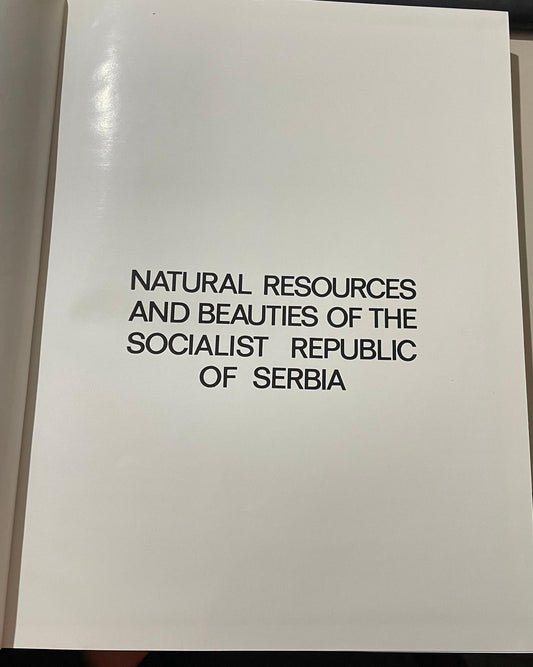 NATURAL RESOURCES
AND BEAUTIES OF THE
SOCIALIST REPUBLIC
OF SERBIA